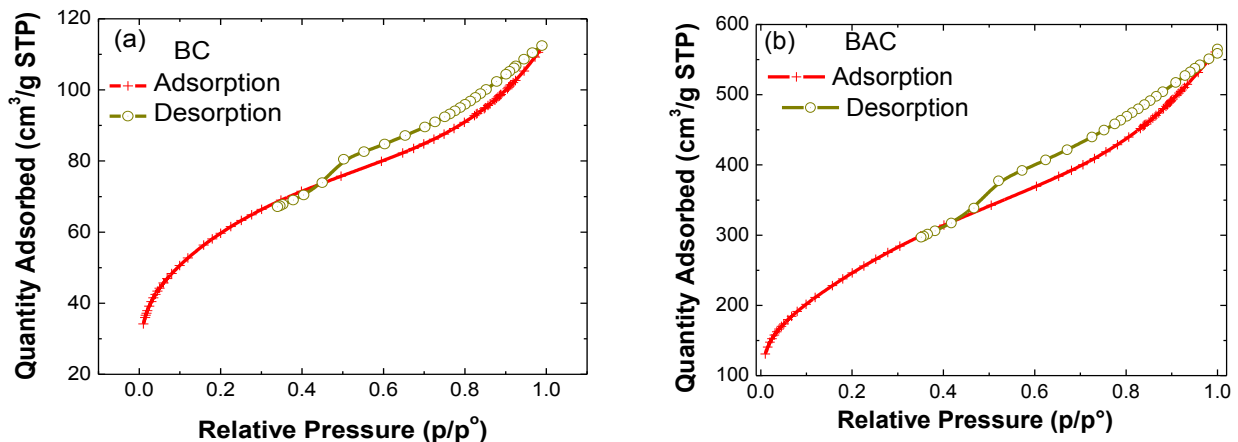 (a) BC
Adsorption
Desorption
Quantity Adsorbed (cm³/g STP)
120
100
80
60
40
20
0.0 0.2 0.4 0.6 0.8 1.0
Relative Pressure (p/pº)
(b) BAC
Adsorption
Desorption
Quantity Adsorbed (cm³/g STP)
600
500
400
300
200
100
0.0 0.2 0.4 0.6 0.8 1.0
Relative Pressure (p/p°)